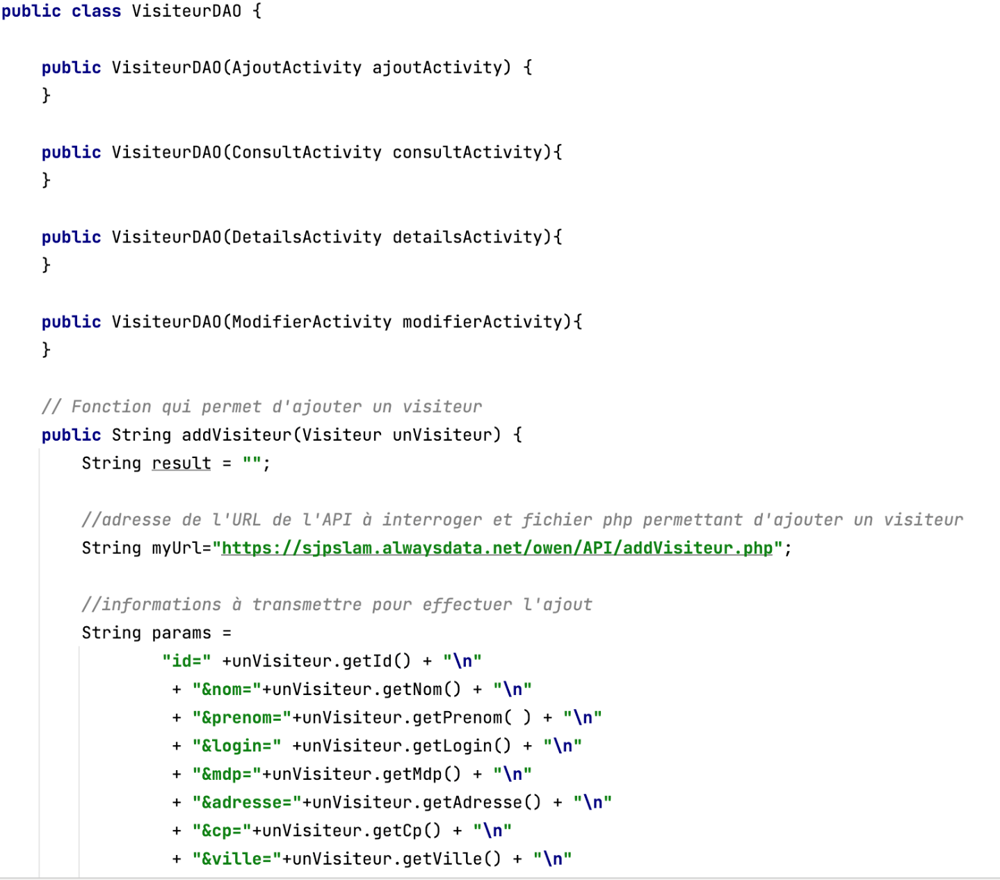 public class VisiteurDAO {
public VisiteurDAO(AjoutActivity ajoutActivity) {
}
public VisiteurDAO(ConsultActivity consultActivity){
}
public VisiteurDAO(DetailsActivity detailsActivity){
}
public VisiteurDAO(ModifierActivity modifierActivity){
}
// Fonction qui permet d'ajouter un visiteur
public String addVisiteur(Visiteur unVisiteur) {
String result = "";
//adresse de l'URL de l'API à interroger et fichier php permettant d'ajouter un visiteur
String myUrl="https://sjpslam.alwaysdata.net/owen/API/addVisiteur.php";
//informations à transmettre pour effectuer l'ajout
String params =
"id=" +unVisiteur.getId() + "\n"
+ "&nom="+unVisiteur.getNom() + "\n"
+ "&prenom="+unVisiteur.getPrenom( ) + "\n"
+ "&login=" +unVisiteur.getLogin() + "\n"
+ "&mdp="+unVisiteur.getMdp() + "\n"
+ "&adresse="+unVisiteur.getAdresse() + "\n"
+ "&cp="+unVisiteur.getCp() + "\n"
+ "&ville="+unVisiteur.getVille() + "\n"